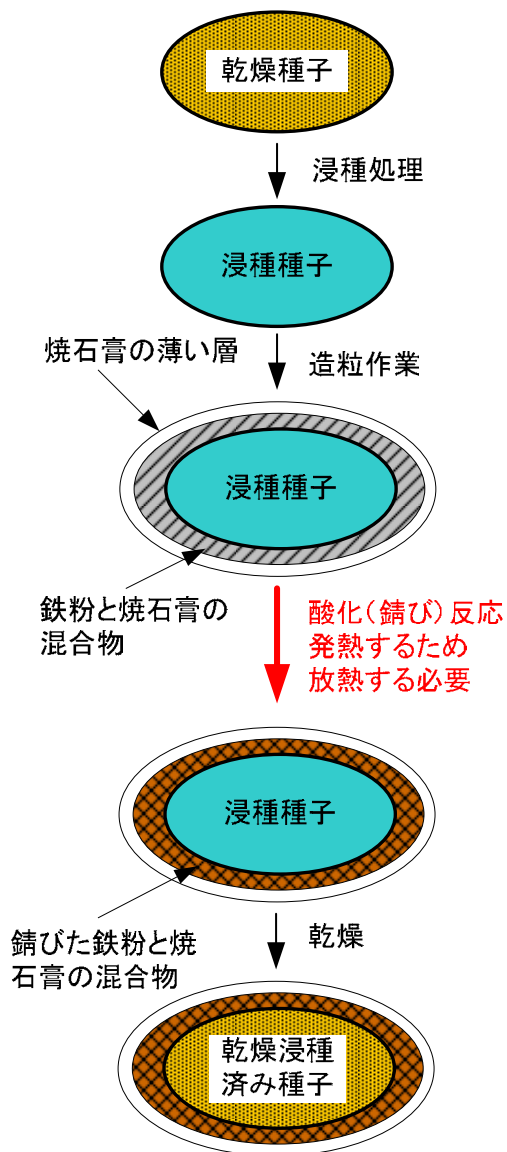 乾燥種子
浸種処理
浸種種子
焼石膏の薄い層
造粒作業
浸種種子
鉄粉と焼石膏の
混合物
酸化(錆び)反応
発熱するため
放熱する必要
浸種種子
錆びた鉄粉と焼
石膏の混合物
乾燥
乾燥浸種
済み種子